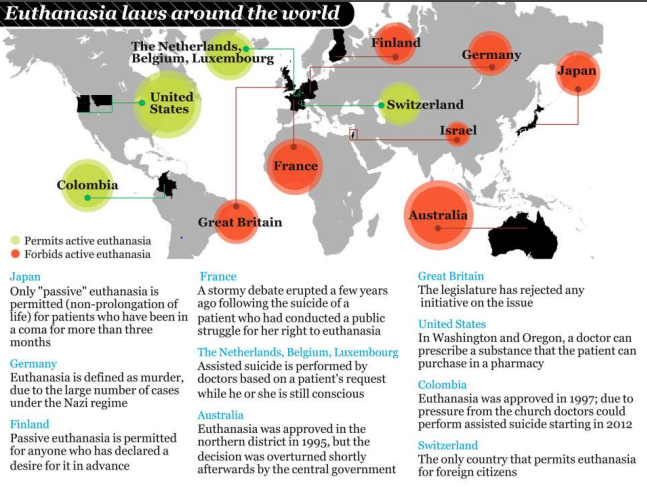 Euthanasia laws around the world
The Netherlands,
Belgium, Luxembourg
Finland
Germany
Japan
United
States
Switzerland
Israel
France
Colombia
Great Britain
Australia
Permits active euthanasia
Forbids active euthanasia
Japan
Only "passive" euthanasia is
permitted (non-prolongation of
life) for patients who have been in
a coma for more than three
months
Germany
Euthanasia is defined as murder,
due to the large number of cases
under the Nazi regime
Finland
Passive euthanasia is permitted
for anyone who has declared a
desire for it in advance
France
A stormy debate erupted a few years
ago following the suicide of a
patient who had conducted a public
struggle for her right to euthanasia
The Netherlands, Belgium, Luxembourg
Assisted suicide is performed by
doctors based on a patient's request
while he or she is still conscious
Australia
Euthanasia was approved in the
northern district in 1995, but the
decision was overturned shortly
afterwards by the central government
Great Britain
The legislature has rejected any
initiative on the issue
United States
In Washington and Oregon, a doctor can
prescribe a substance that the patient can
purchase in a pharmacy
Colombia
Euthanasia was approved in 1997; due to
pressure from the church doctors could
perform assisted suicide starting in 2012
Switzerland
The only country that permits euthanasia
for foreign citizens